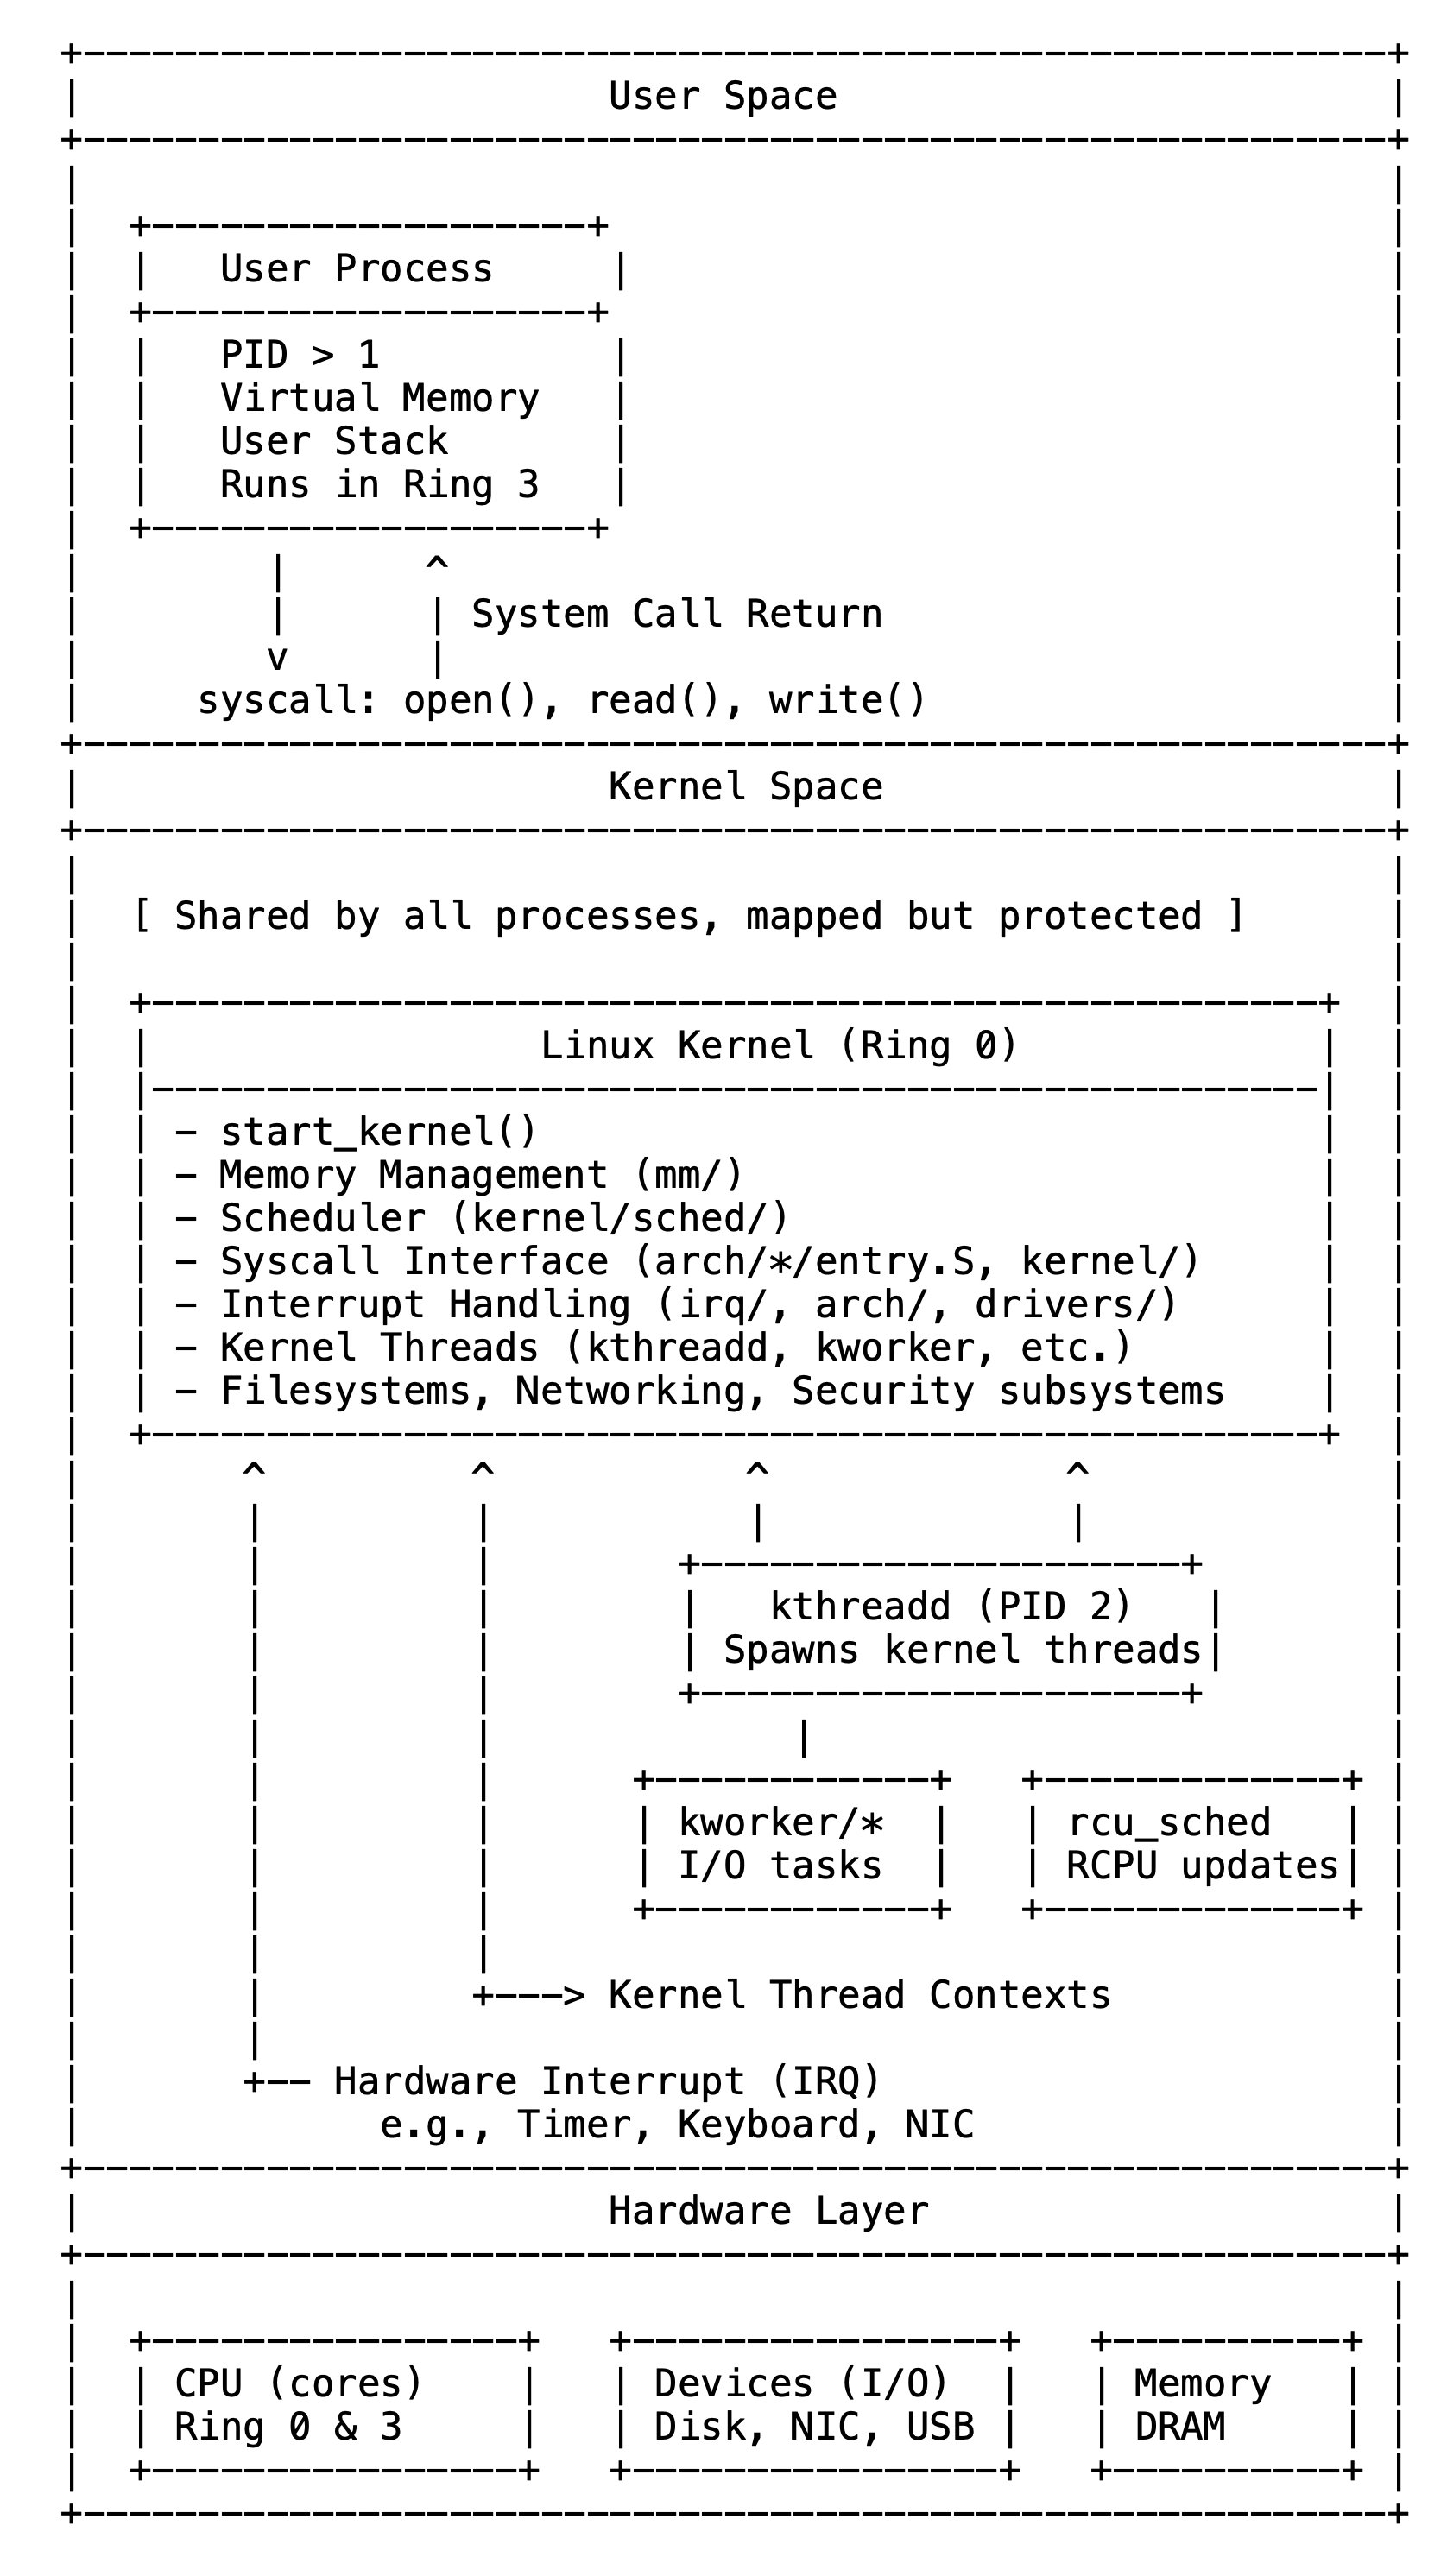 User Space
User Process
PID > 1
Virtual Memory
User Stack
Runs in Ring 3
System Call Return
syscall: open(), read(), write()
Kernel Space
[ Shared by all processes, mapped but protected ]
Linux Kernel (Ring 0)
- start_kernel()
- Memory Management (mm/)
- Scheduler (kernel/sched/)
- Syscall Interface (arch/*/entry.S, kernel/)
- Interrupt Handling (irq/, arch/, drivers/)
- Kernel Threads (kthreadd, kworker, etc.)
- Filesystems, Networking, Security subsystems
kthreadd (PID 2)
Spawns kernel threads
kworker/*
I/O tasks
rcu_sched
RCPU updates
Kernel Thread Contexts
Hardware Interrupt (IRQ)
e.g., Timer, Keyboard, NIC
Hardware Layer
CPU (cores)
Ring 0 & 3
Devices (I/O)
Disk, NIC, USB
Memory
DRAM